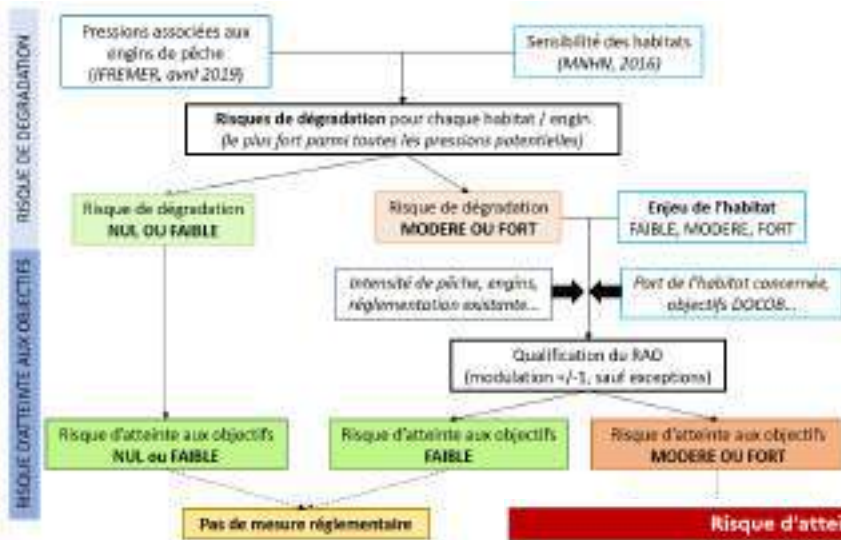 RISQUE DE DÉGRADATION
Pressions associées aux
engins de pêche
(IFREMER, avril 2019)
Sensibilité des habitats
(MNHN, 2016)
Risques de dégradation pour chaque habitat / engin
(le plus fort parmi toutes les pressions potentielles)
Risque de dégradation
NUL OU FAIBLE
Risque de dégradation
MODERE OU FORT
Enjeu de l'habitat
FAIBLE, MODERE, FORT
RISQUE D'ATTEINTE AUX OBJECTIFS
Intensité de pêche, engins,
réglementation existante...
Part de l'habitat concernée,
objectifs DOCOB...
Qualification du RAO
(modulation +/-1, sauf exceptions)
Risque d'atteinte aux objectifs
NUL ou FAIBLE
Risque d'atteinte aux objectifs
FAIBLE
Risque d'atteinte aux objectifs
MODERE OU FORT
Pas de mesure réglementaire
Risque d'attei